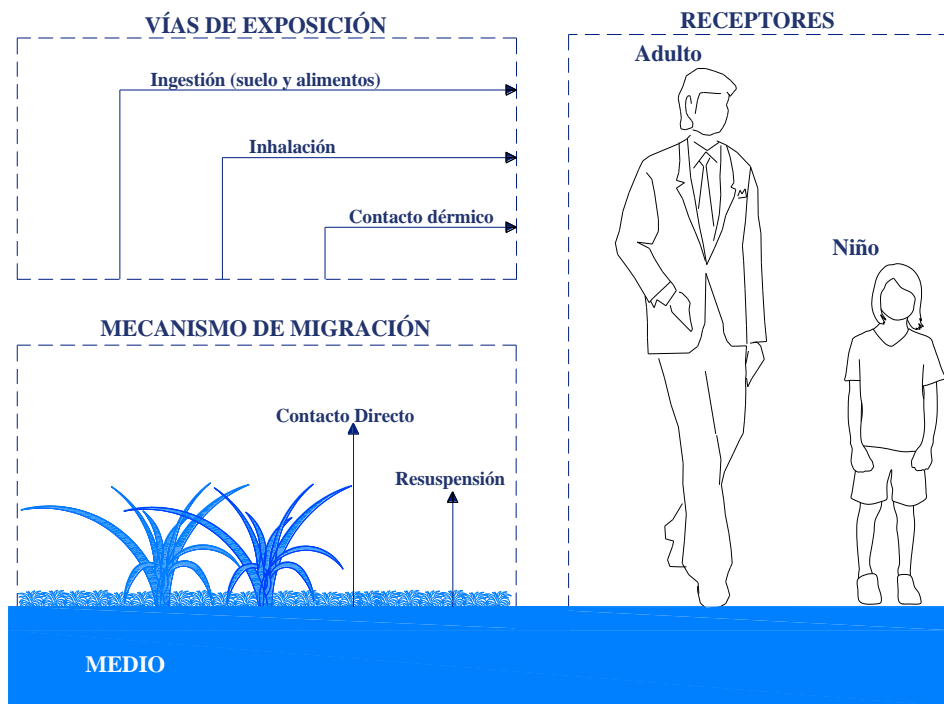 VÍAS DE EXPOSICIÓN
Ingestión (suelo y alimentos)
Inhalación
Contacto dérmico
MECANISMO DE MIGRACIÓN
Contacto Directo
Resuspensión
RECEPTORES
Adulto
Niño
MEDIO